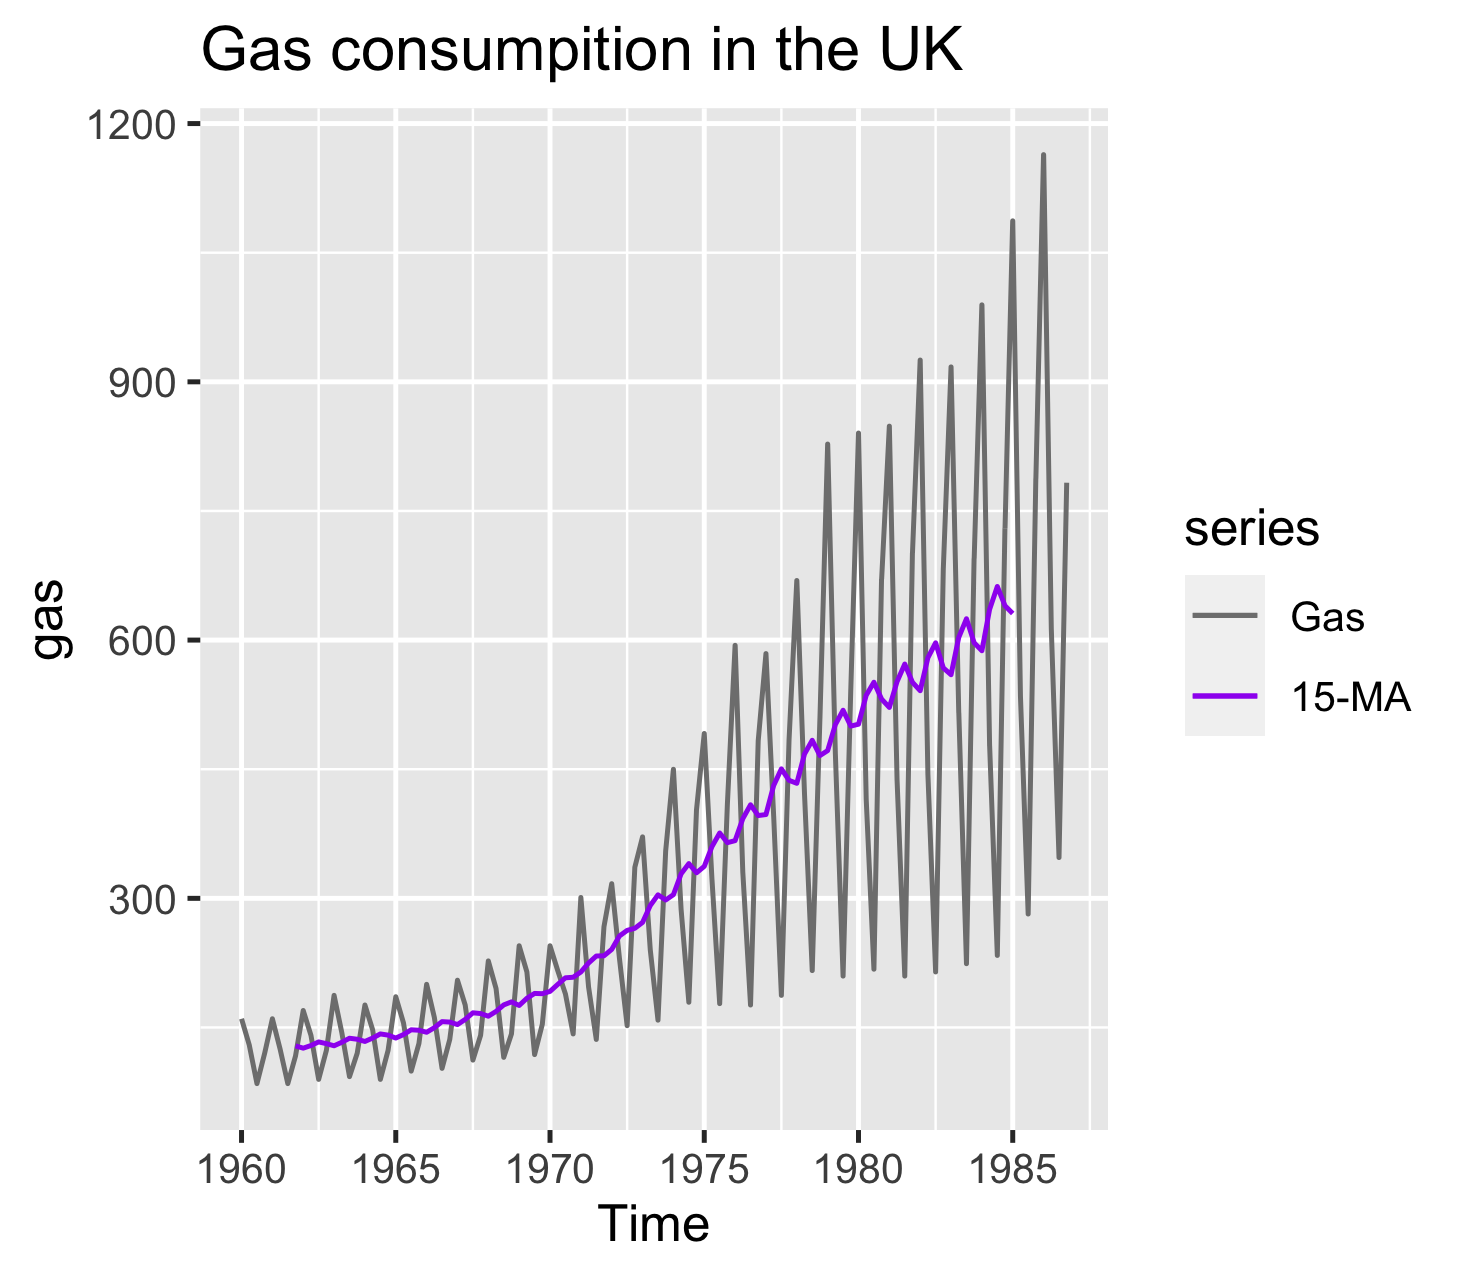 Gas consumpition in the UK
1200
900
600
300
gas
1960 1965 1970 1975 1980 1985
Time
series
Gas
15-MA